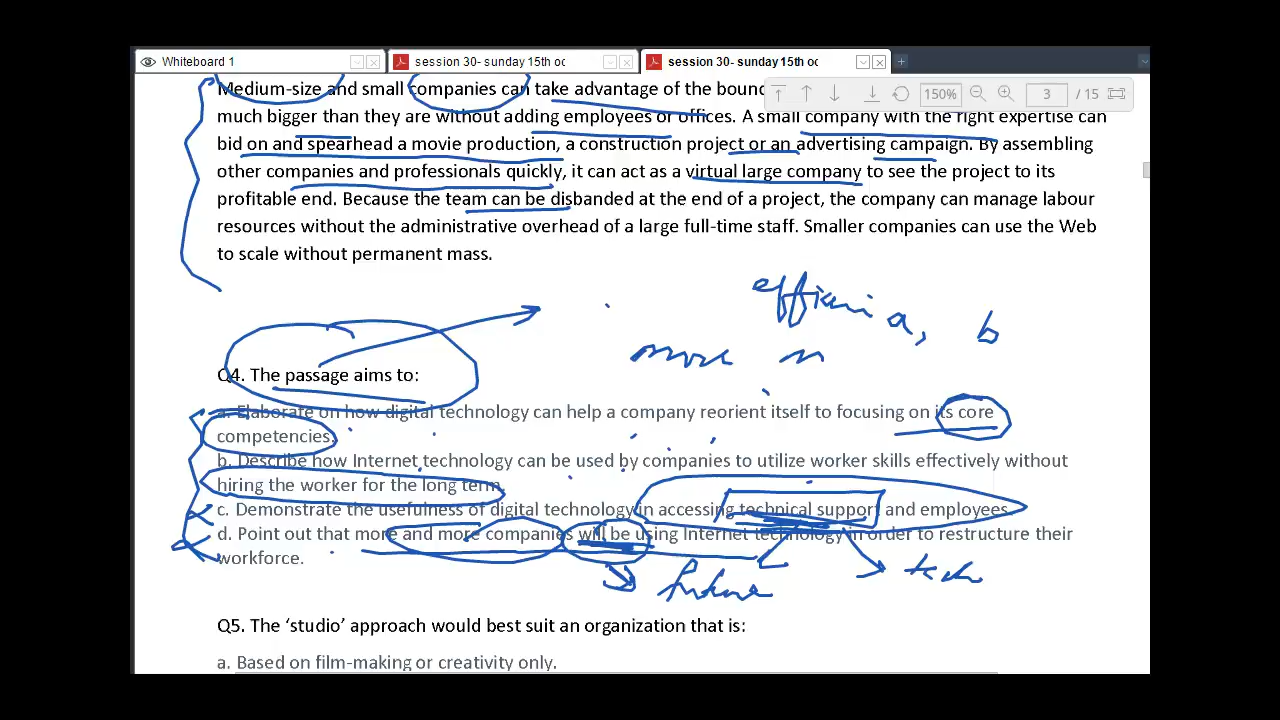 Whiteboard 1
session 30- sunday 15th oc
session 30- sunday 15th oc
150%
3
/ 15
Medium-size and small companies can take advantage of the bound
much bigger than they are without adding employees or offices. A small company with the right expertise can
bid on and spearhead a movie production, a construction project or an advertising campaign. By assembling
other companies and professionals quickly, it can act as a virtual large company to see the project to its
profitable end. Because the team can be disbanded at the end of a project, the company can manage labour
resources without the administrative overhead of a large full-time staff. Smaller companies can use the Web
to scale without permanent mass.
a, b
more
Q4. The passage aims to:
a. Elaborate on how digital technology can help a company reorient itself to focusing on its core
competencies.
b. Describe how Internet technology can be used by companies to utilize worker skills effectively without
hiring the worker for the long term.
c. Demonstrate the usefulness of digital technology in accessing technical support and employees.
d. Point out that more and more companies will be using Internet technology in order to restructure their
workforce.
future
tech
Q5. The ‘studio’ approach would best suit an organization that is:
a. Based on film-making or creativity only.